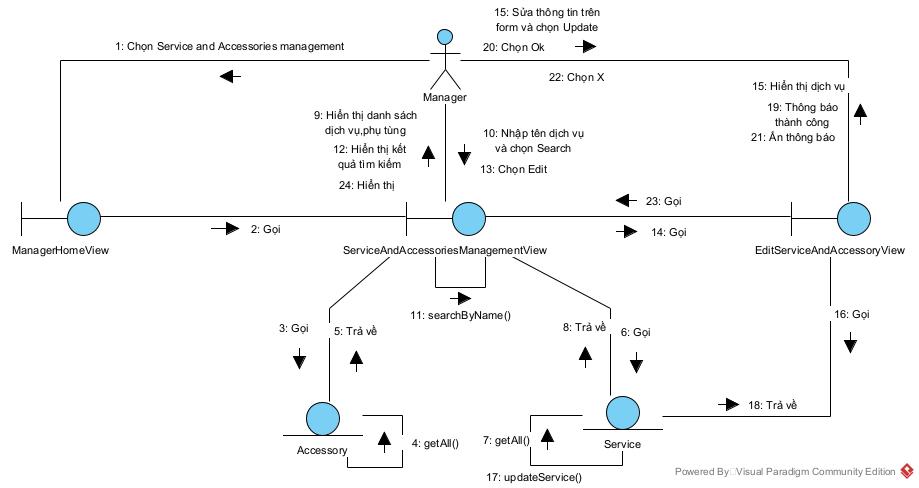 15: Sửa thông tin trên
form và chọn Update
1: Chọn Service and Accessories management
20: Chọn Ok
22: Chọn X
Manager
15: Hiển thị dịch vụ
19: Thông báo
thành công
21: Ẩn thông báo
9: Hiển thị danh sách
dịch vụ,phụ tùng
12: Hiển thị kết
quả tìm kiếm
24: Hiển thị
10: Nhập tên dịch vụ
và chọn Search
13: Chọn Edit
23: Gọi
2: Gọi
14: Gọi
ManagerHomeView
ServiceAndAccessoriesManagementView
EditServiceAndAccessoryView
11: searchByName()
16: Gọi
3: Gọi
5: Trả về
8: Trả về
6: Gọi
18: Trả về
4: getAll()
7: getAll()
Accessory
Service
17: updateService()
Powered By Visual Paradigm Community Edition